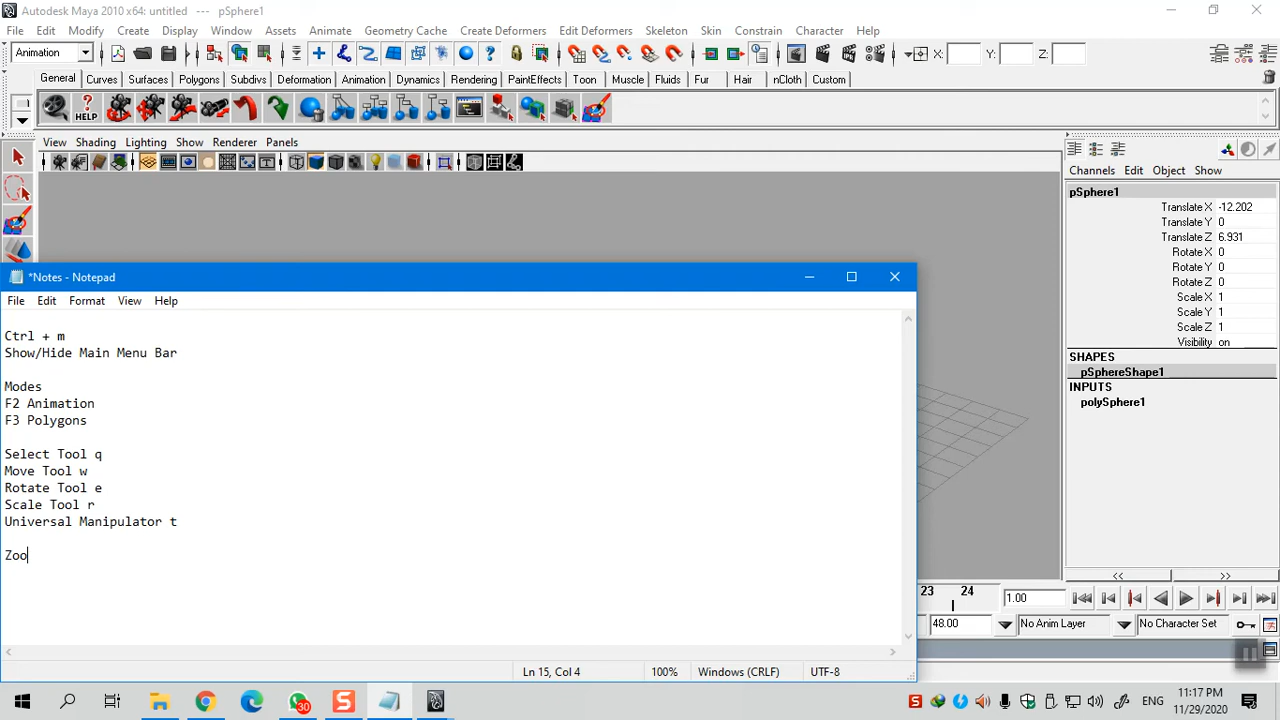 Autodesk Maya 2010 x64: untitled --- pSphere1
File Edit Modify Create Display Window Assets Animate Geometry Cache Create Deformers Edit Deformers Skeleton Skin Constrain Character Help
Animation X: Y: Z:
General Curves Surfaces Polygons Subdivs Deformation Animation Dynamics Rendering PaintEffects Toon Muscle Fluids Fur Hair nCloth Custom
HELP
View Shading Lighting Show Renderer Panels
Channels Edit Object Show
pSphere1
Translate X -12.202
Translate Y 0
Translate Z 6.931
Rotate X 0
Rotate Y 0
Rotate Z 0
Scale X 1
Scale Y 1
Scale Z 1
Visibility on
SHAPES
pSphereShape1
INPUTS
polySphere1
*Notes - Notepad
File Edit Format View Help
Ctrl + m
Show/Hide Main Menu Bar
Modes
F2 Animation
F3 Polygons
Select Tool q
Move Tool w
Rotate Tool e
Scale Tool r
Universal Manipulator t
Zoo
Ln 15, Col 4 100% Windows (CRLF) UTF-8
<< >>
23 24 1.00
48.00 No Anim Layer No Character Set
30 ENG 11:17 PM
11/29/2020